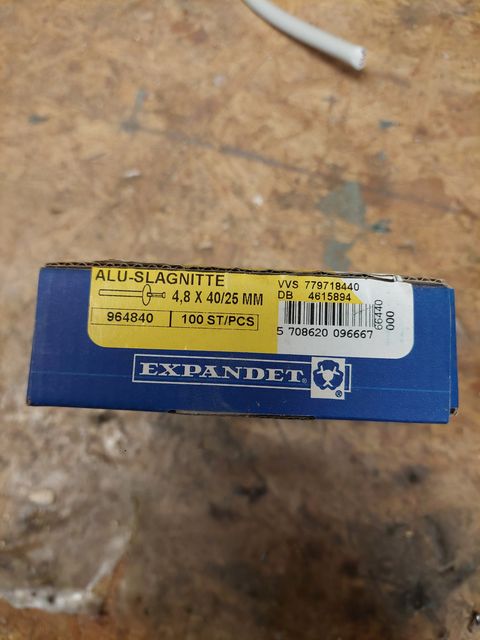 ALU-SLAGNITTE
4,8 X 40/25 MM
964840
100 ST/PCS
VVS 779718440
DB 4615894
5 708620 096667
66440
000
EXPANDET®
®